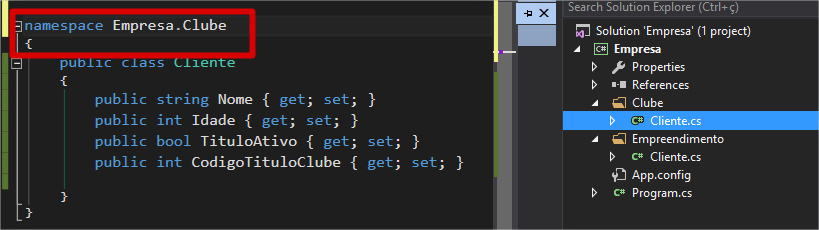 namespace Empresa.Clube
{
public class Cliente
{
public string Nome { get; set; }
public int Idade { get; set; }
public bool TituloAtivo { get; set; }
public int CodigoTituloClube { get; set; }
}
}
Search Solution Explorer (Ctrl+ç)
Solution 'Empresa' (1 project)
C# Empresa
Properties
References
Clube
C# Cliente.cs
Empreendimento
C# Cliente.cs
App.config
C# Program.cs